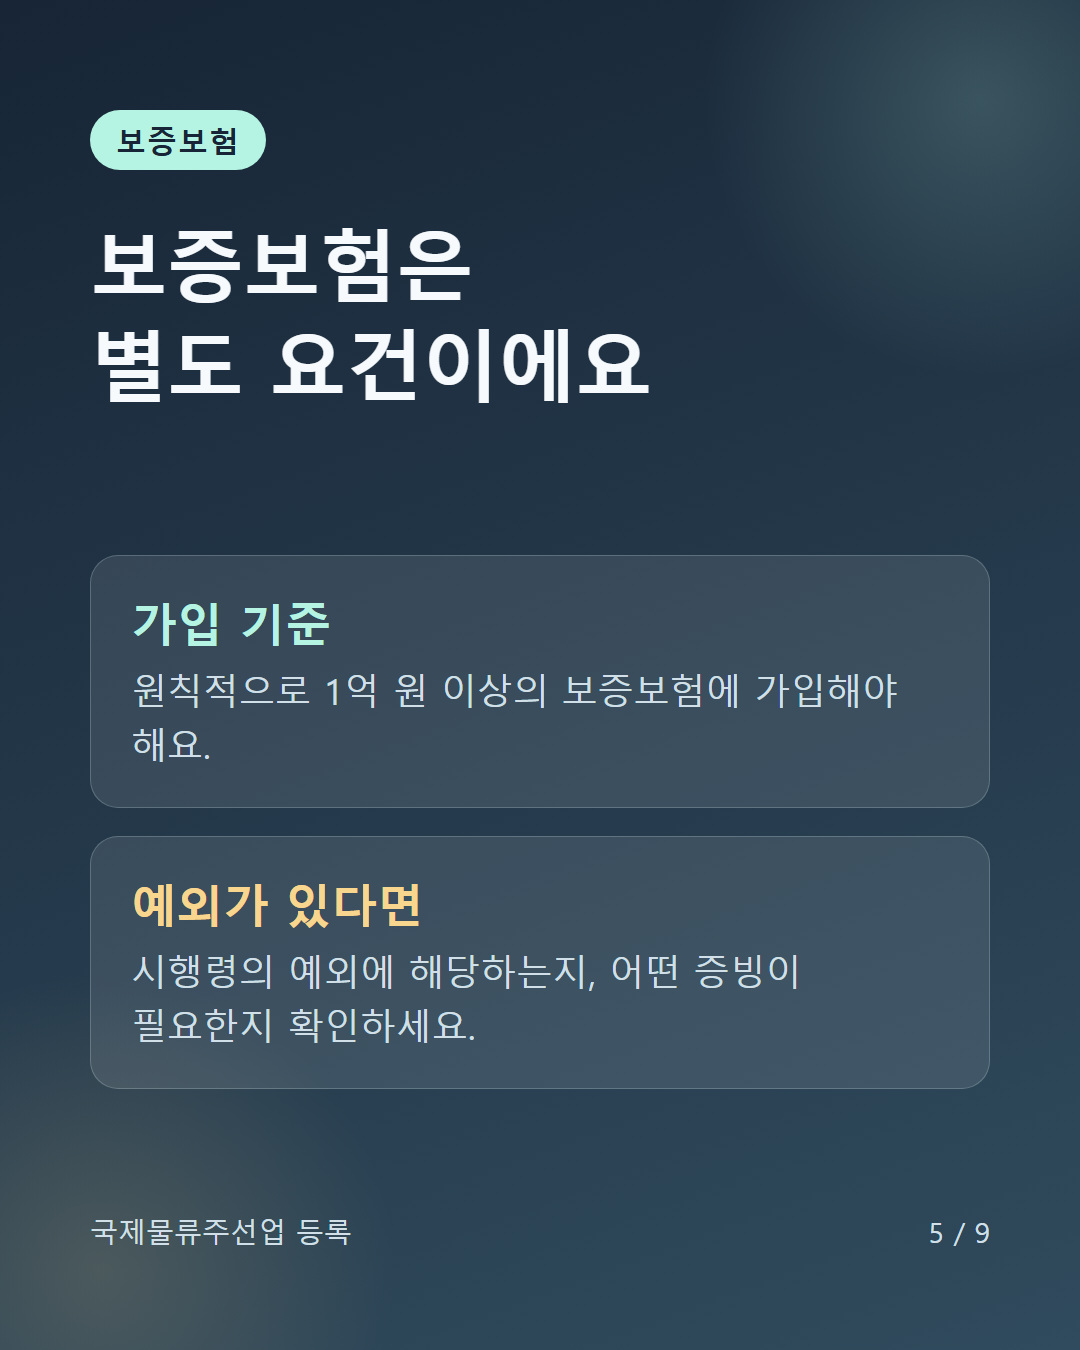 보증보험
보증보험은
별도 요건이에요
가입 기준
원칙적으로 1억 원 이상의 보증보험에 가입해야
해요.
예외가 있다면
시행령의 예외에 해당하는지, 어떤 증빙이
필요한지 확인하세요.
국제물류주선업 등록
5 / 9